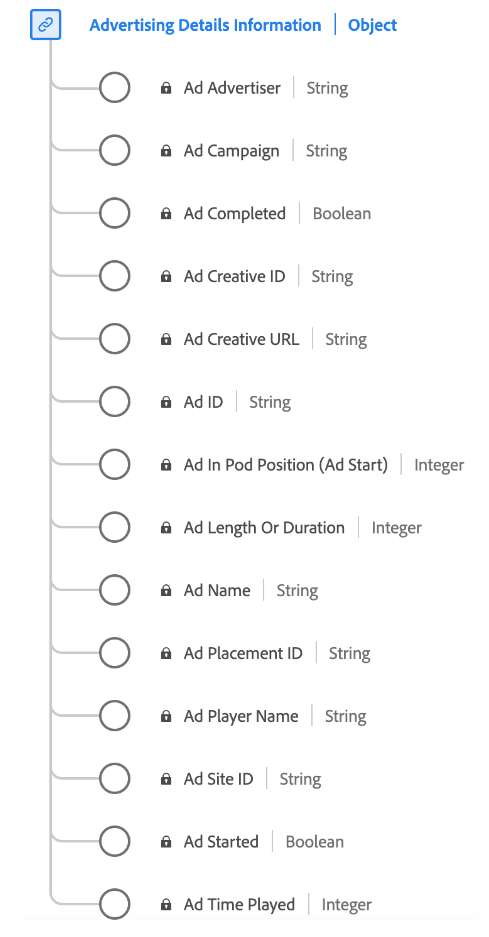 Advertising Details Information | Object
Ad Advertiser | String
Ad Campaign | String
Ad Completed | Boolean
Ad Creative ID | String
Ad Creative URL | String
Ad ID | String
Ad In Pod Position (Ad Start) | Integer
Ad Length Or Duration | Integer
Ad Name | String
Ad Placement ID | String
Ad Player Name | String
Ad Site ID | String
Ad Started | Boolean
Ad Time Played | Integer